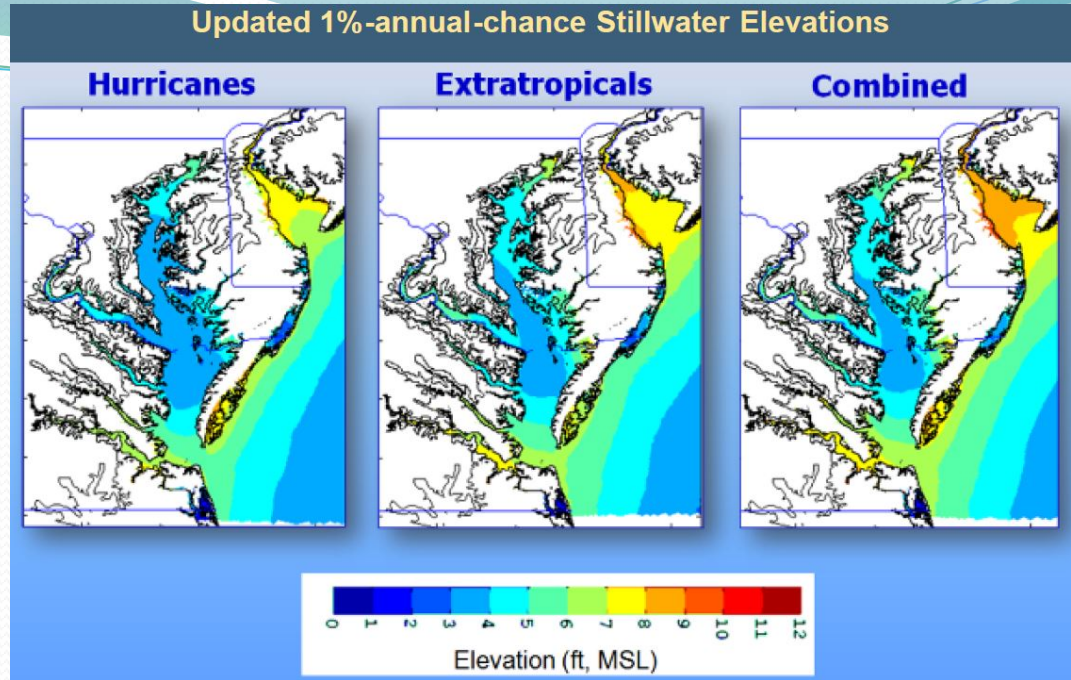 Updated 1%-annual-chance Stillwater Elevations
Hurricanes
Extratropicals
Combined
0 1 2 3 4 5 6 7 8 9 10 11 12
Elevation (ft, MSL)